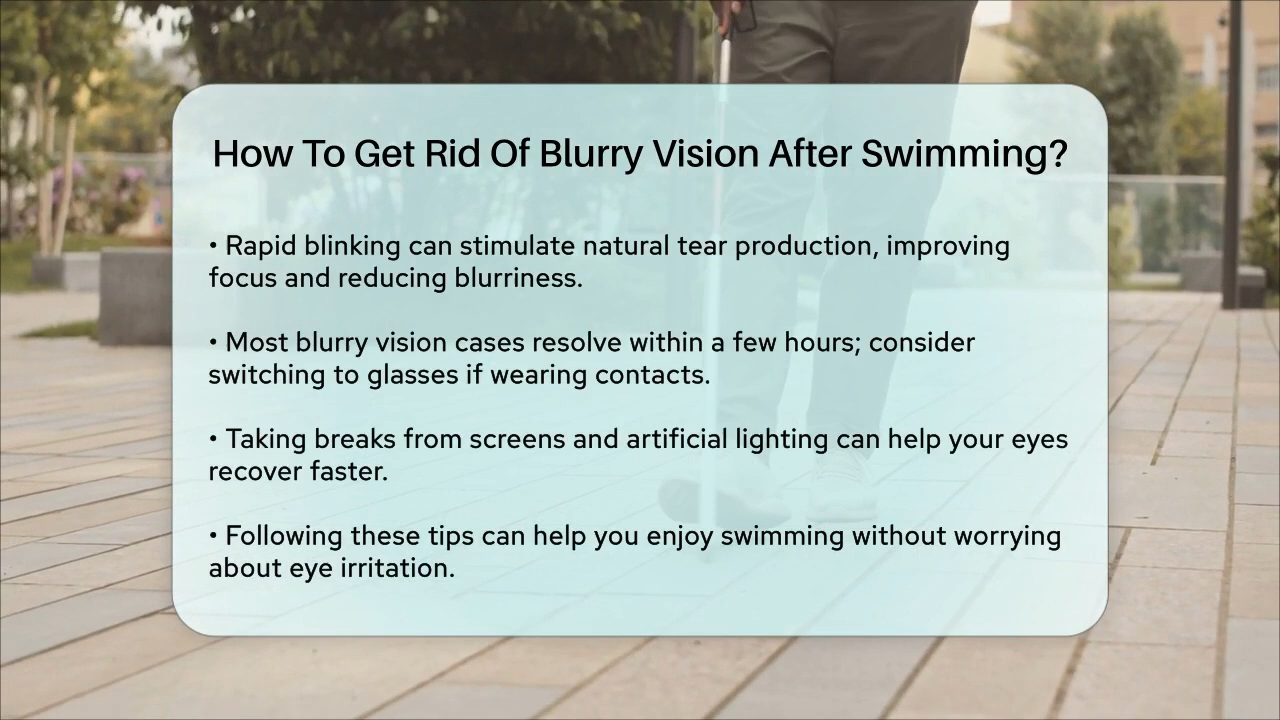 How To Get Rid Of Blurry Vision After Swimming?
• Rapid blinking can stimulate natural tear production, improving
focus and reducing blurriness.
• Most blurry vision cases resolve within a few hours; consider
switching to glasses if wearing contacts.
• Taking breaks from screens and artificial lighting can help your eyes
recover faster.
• Following these tips can help you enjoy swimming without worrying
about eye irritation.